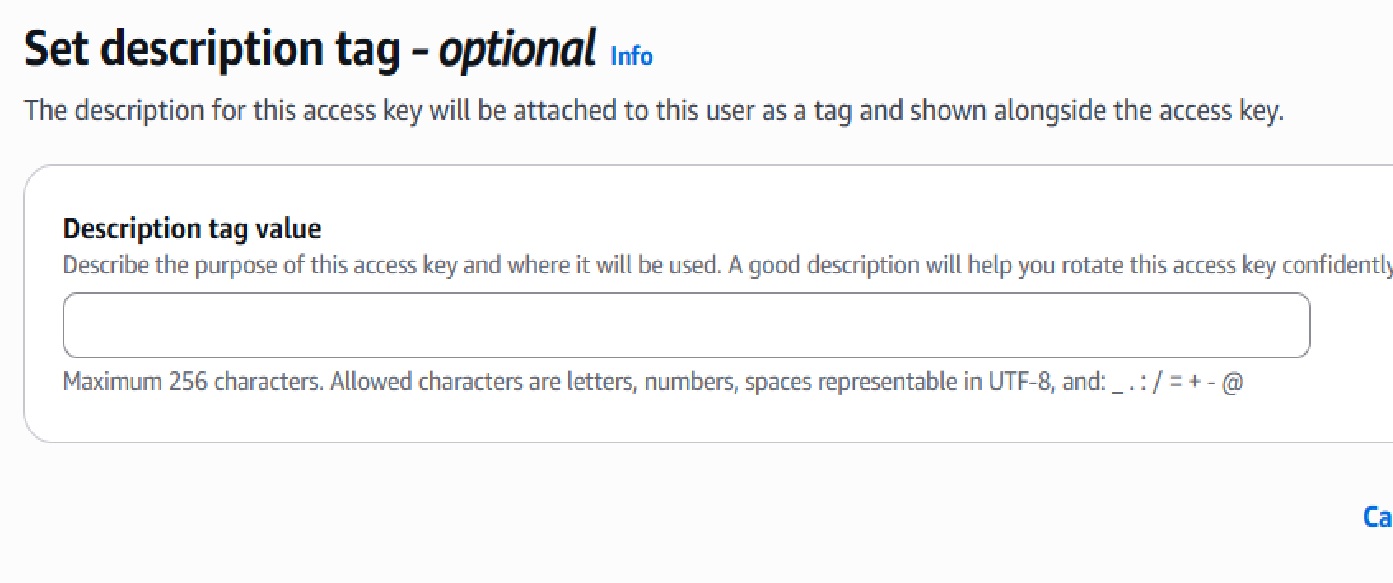 Set description tag - optional Info
The description for this access key will be attached to this user as a tag and shown alongside the access key.
Description tag value
Describe the purpose of this access key and where it will be used. A good description will help you rotate this access key confidently
Maximum 256 characters. Allowed characters are letters, numbers, spaces representable in UTF-8, and: _ . : / = + - @
Ca